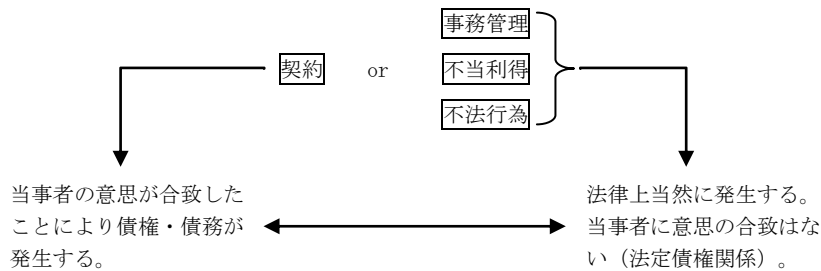 事務管理
契約 or 不当利得
不法行為
当事者の意思が合致した
ことにより債権・債務が
発生する。
法律上当然に発生する。
当事者に意思の合致はな
い（法定債権関係）。